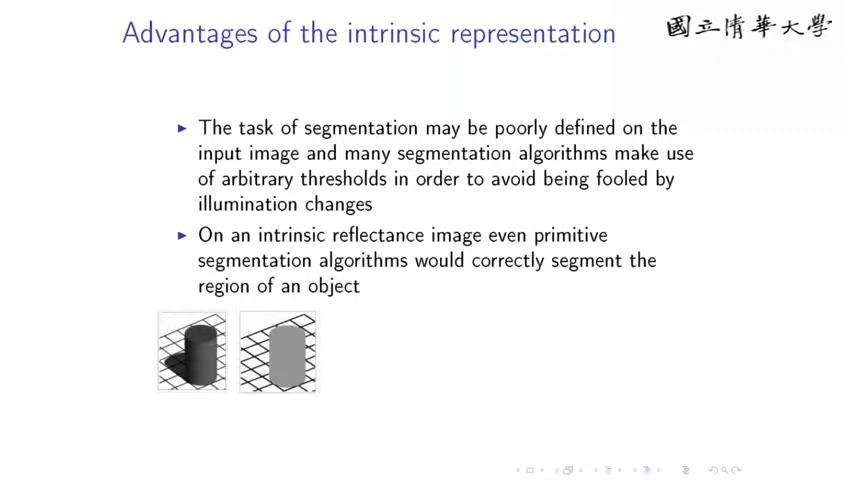 Advantages of the intrinsic representation
國立清華大學
The task of segmentation may be poorly defined on the
input image and many segmentation algorithms make use
of arbitrary thresholds in order to avoid being fooled by
illumination changes
On an intrinsic reflectance image even primitive
segmentation algorithms would correctly segment the
region of an object